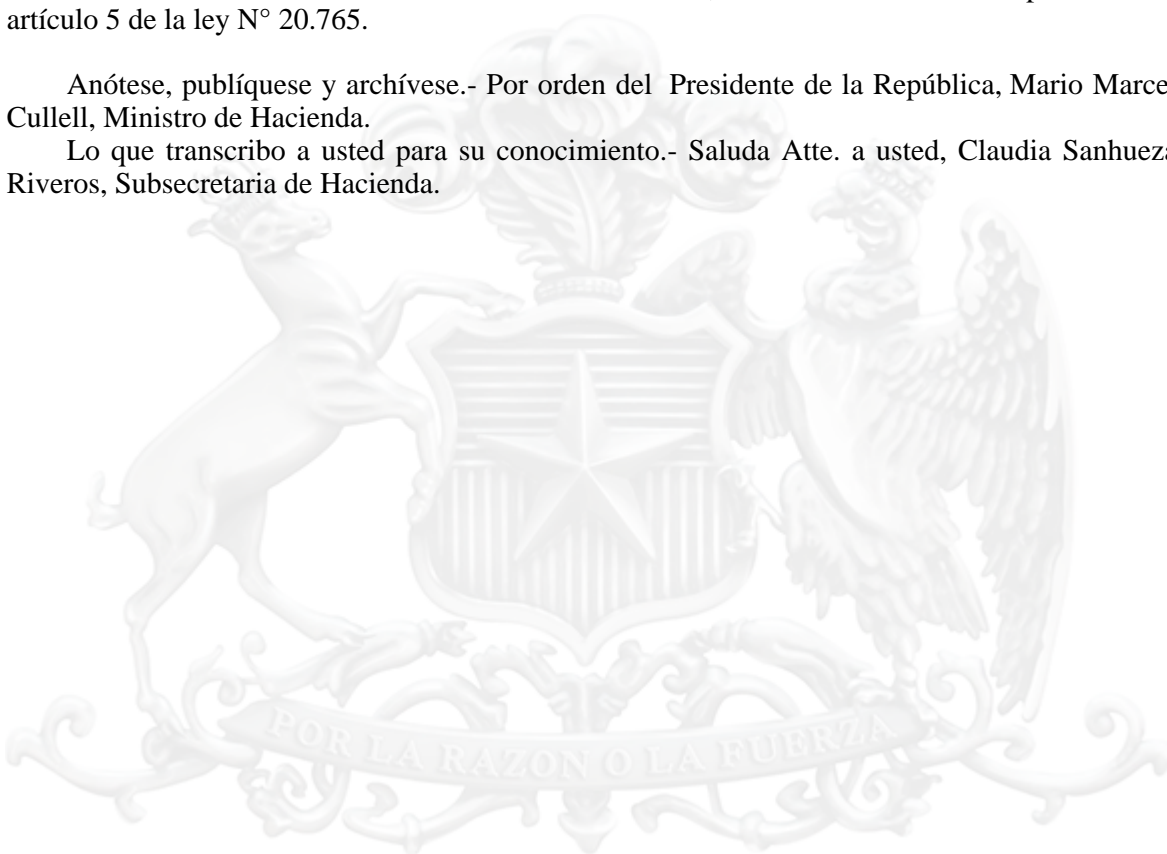 artículo 5 de la ley N° 20.765.
Anótese, publíquese y archívese.- Por orden del Presidente de la República, Mario Marce
Cullell, Ministro de Hacienda.
Lo que transcribo a usted para su conocimiento.- Saluda Atte. a usted, Claudia Sanhueza
Riveros, Subsecretaria de Hacienda.
POR LA RAZON O LA FUERZA